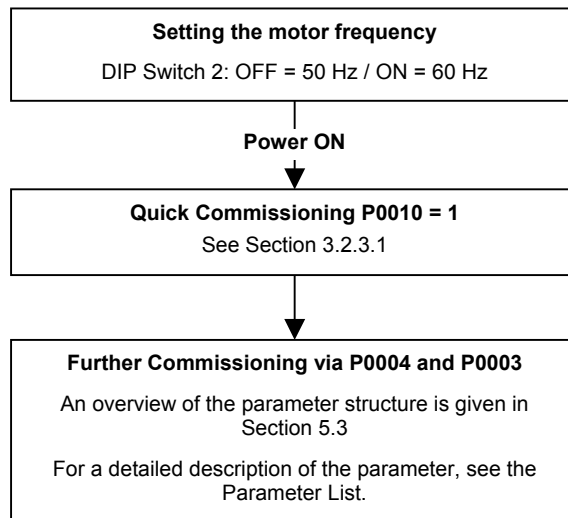 Setting the motor frequency
DIP Switch 2: OFF = 50 Hz / ON = 60 Hz
Power ON
Quick Commissioning P0010 = 1
See Section 3.2.3.1
Further Commissioning via P0004 and P0003
An overview of the parameter structure is given in
Section 5.3
For a detailed description of the parameter, see the
Parameter List.